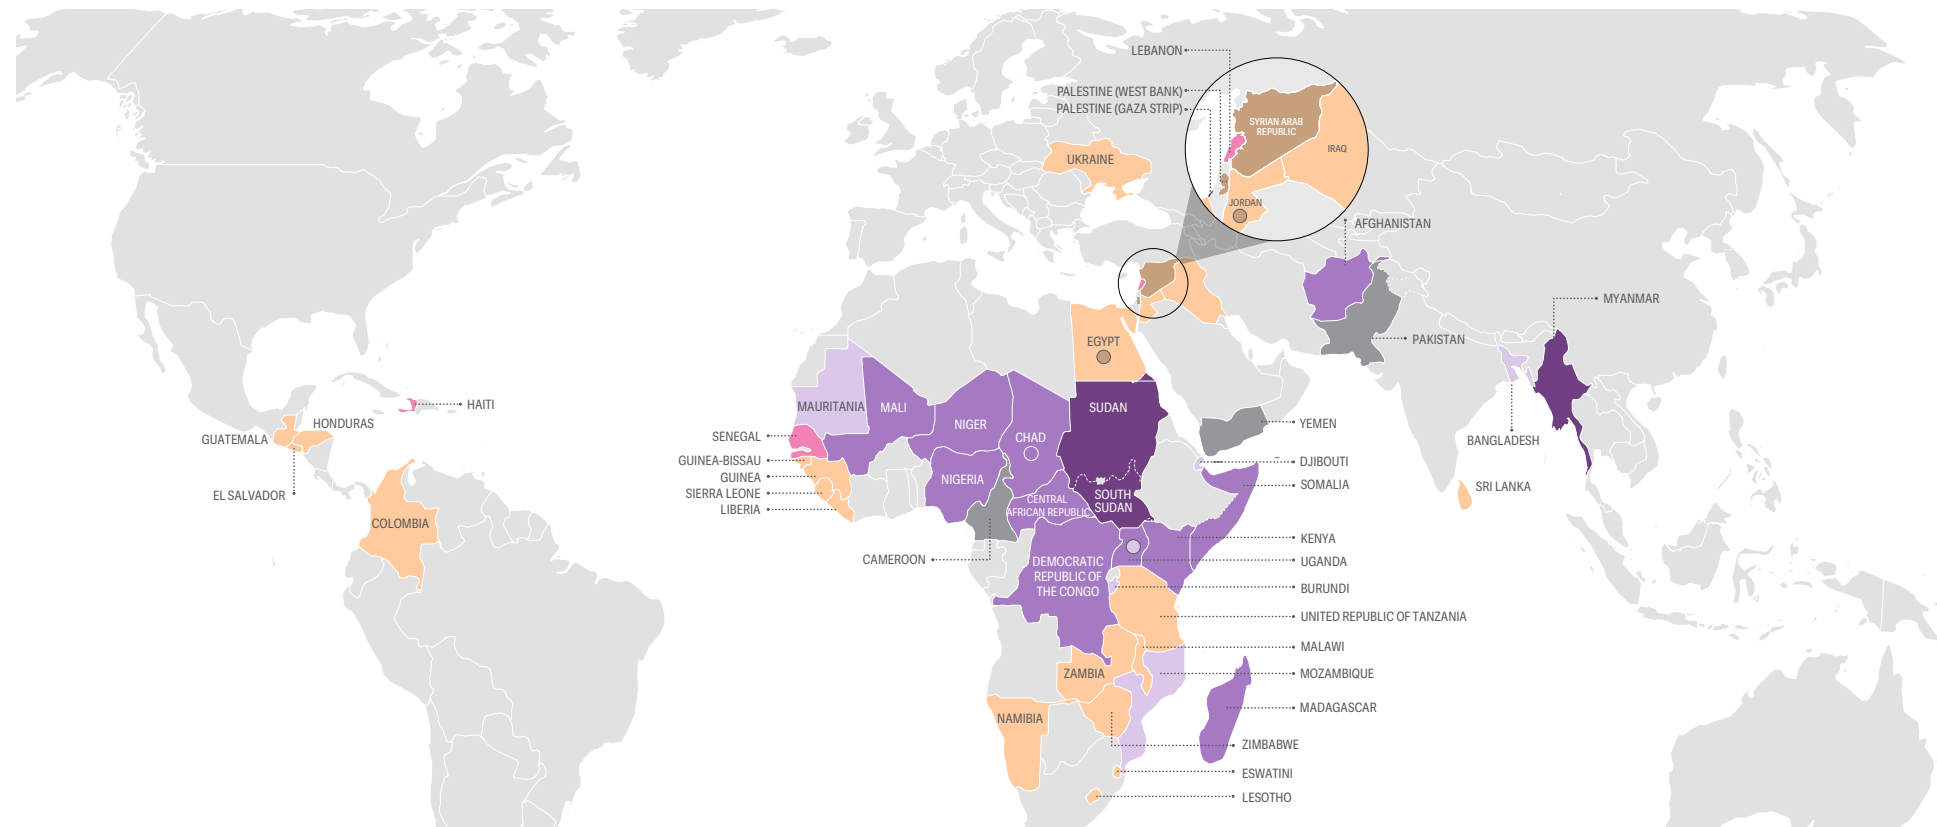 LEBANON
PALESTINE (WEST BANK)
PALESTINE (GAZA STRIP)
SYRIAN ARAB
REPUBLIC
IRAQ
JORDAN
UKRAINE
AFGHANISTAN
MYANMAR
PAKISTAN
EGYPT
HAITI
HONDURAS
GUATEMALA
EL SALVADOR
COLOMBIA
MAURITANIA
MALI
NIGER
CHAD
SUDAN
YEMEN
BANGLADESH
SENEGAL
GUINEA-BISSAU
GUINEA
SIERRA LEONE
LIBERIA
NIGERIA
CENTRAL
AFRICAN REPUBLIC
SOUTH
SUDAN
DJIBOUTI
SOMALIA
SRI LANKA
CAMEROON
DEMOCRATIC
REPUBLIC OF
THE CONGO
KENYA
UGANDA
BURUNDI
UNITED REPUBLIC OF TANZANIA
MALAWI
ZAMBIA
MOZAMBIQUE
MADAGASCAR
NAMIBIA
ZIMBABWE
ESWATINI
LESOTHO